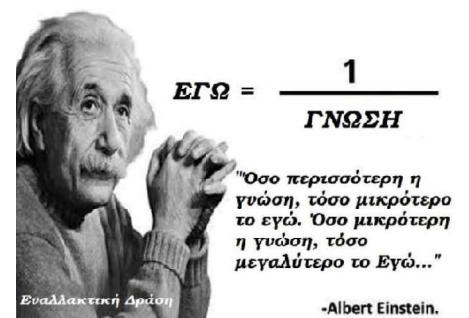 ΕΓΩ =
1
ΓΝΩΣΗ
"Όσο περισσότερη η
γνώση, τόσο μικρότερο
το εγώ. Όσο μικρότερη
η γνώση, τόσο
μεγαλύτερο το Εγώ..."
Εναλλακτική Δράση
-Albert Einstein.